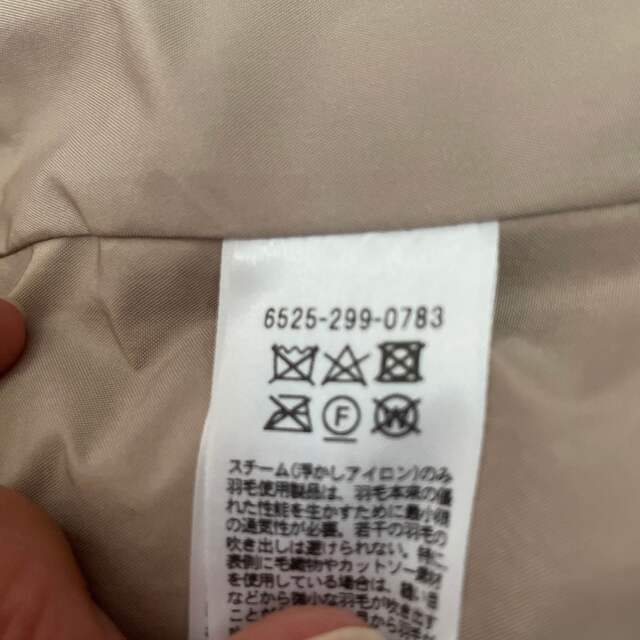 6525-299-0783
F
W
スチーム(浮かしアイロン)のみ
羽毛使用製品は、羽毛本来の優
れた性能を生かすために最小限
の通気性が必要。若干の羽毛の
吹き出しは避けられない。特に
に毛織物やカットソー素
を使用している場合は、
など